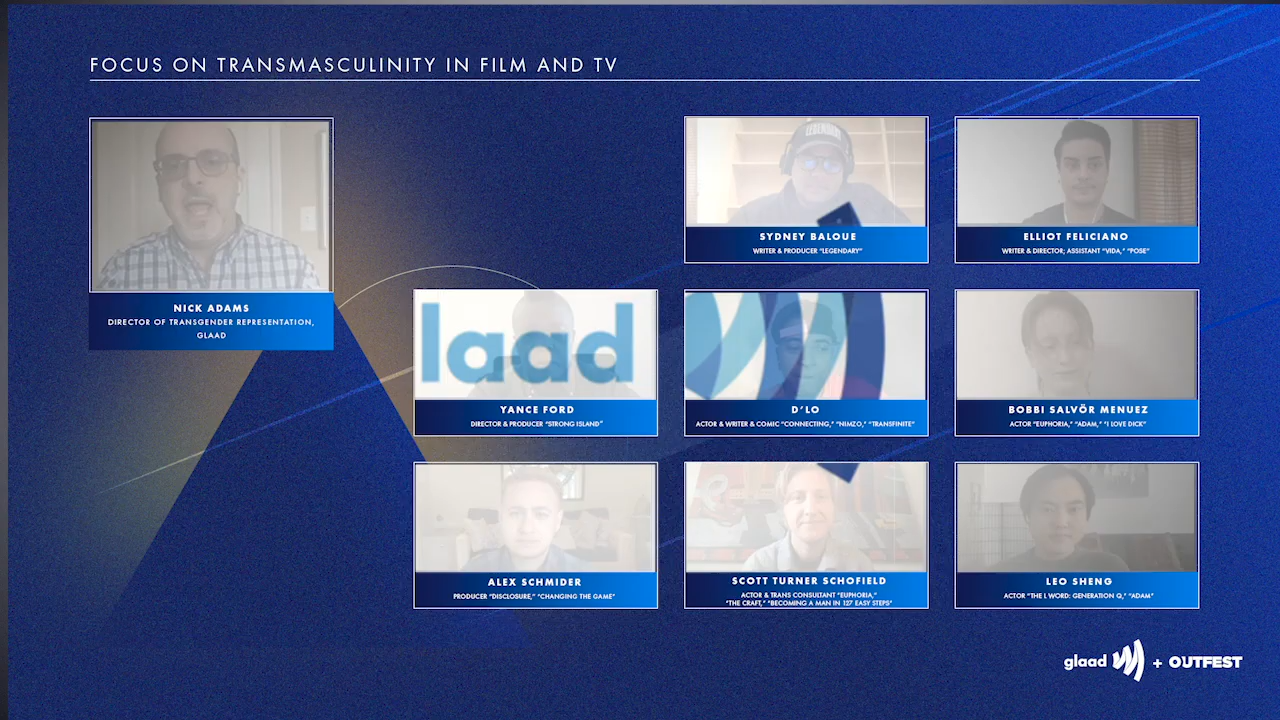 FOCUS ON TRANSMASCULINITY IN FILM AND TV
NICK ADAMS
DIRECTOR OF TRANSGENDER REPRESENTATION,
GLAAD
LEGENDARY
SYDNEY BALOUE
WRITER & PRODUCER "LEGENDARY"
ELLIOT FELICIANO
WRITER & DIRECTOR; ASSISTANT "VIDA," "POSE"
laad
YANCE FORD
DIRECTOR & PRODUCER "STRONG ISLAND"
D'LO
ACTOR & WRITER & COMIC "CONNECTING," "NIMZO," "TRANSFINITE"
BOBBI SALVÖR MENUEZ
ACTOR "EUPHORIA," "ADAM," "I LOVE DICK"
ALEX SCHMIDER
PRODUCER "DISCLOSURE," "CHANGING THE GAME"
SCOTT TURNER SCHOFIELD
ACTOR & TRANS CONSULTANT "EUPHORIA,"
"THE CRAFT," "BECOMING A MAN IN 127 EASY STEPS"
LEO SHENG
ACTOR "THE L WORD: GENERATION Q," "ADAM"
glaad + OUTFEST